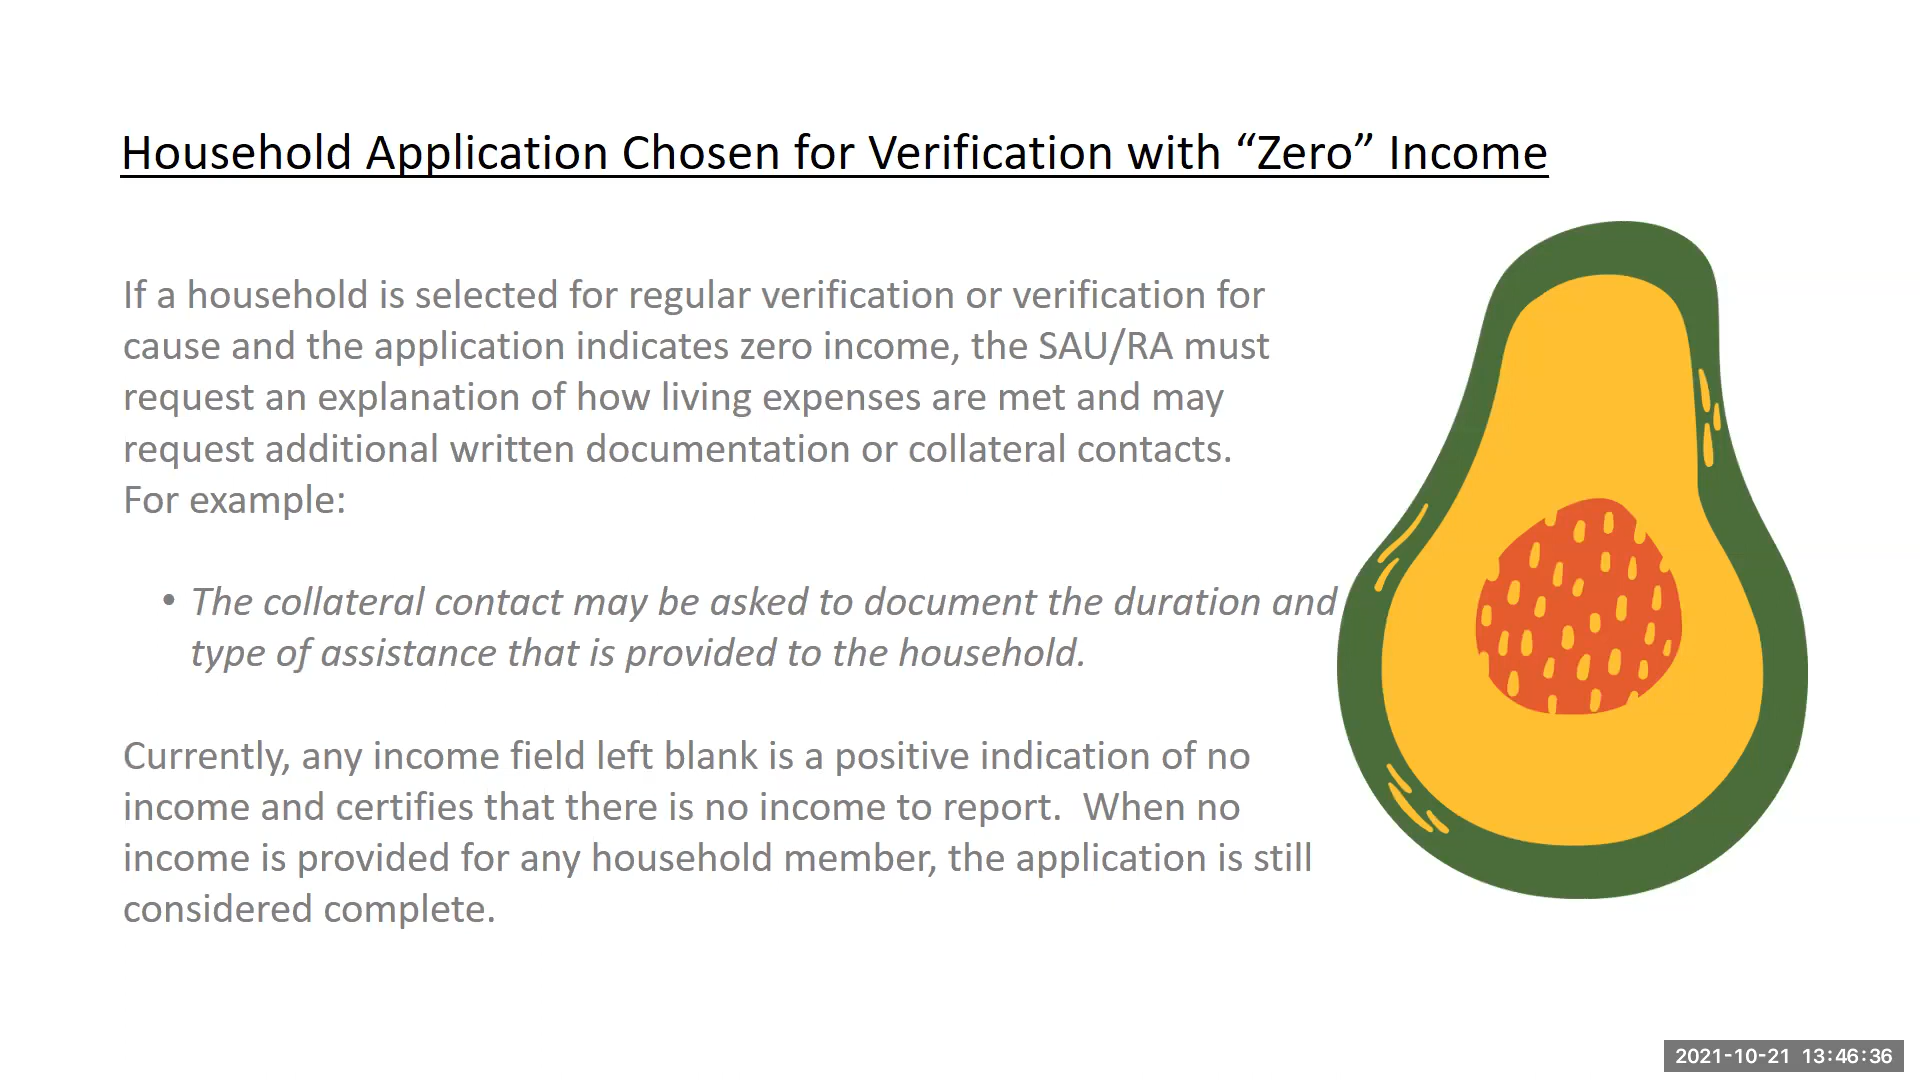 Household Application Chosen for Verification with “Zero” Income
If a household is selected for regular verification or verification for
cause and the application indicates zero income, the SAU/RA must
request an explanation of how living expenses are met and may
request additional written documentation or collateral contacts.
For example:
• The collateral contact may be asked to document the duration and
type of assistance that is provided to the household.
Currently, any income field left blank is a positive indication of no
income and certifies that there is no income to report.  When no
income is provided for any household member, the application is still
considered complete.
2021-10-21 13:46:36